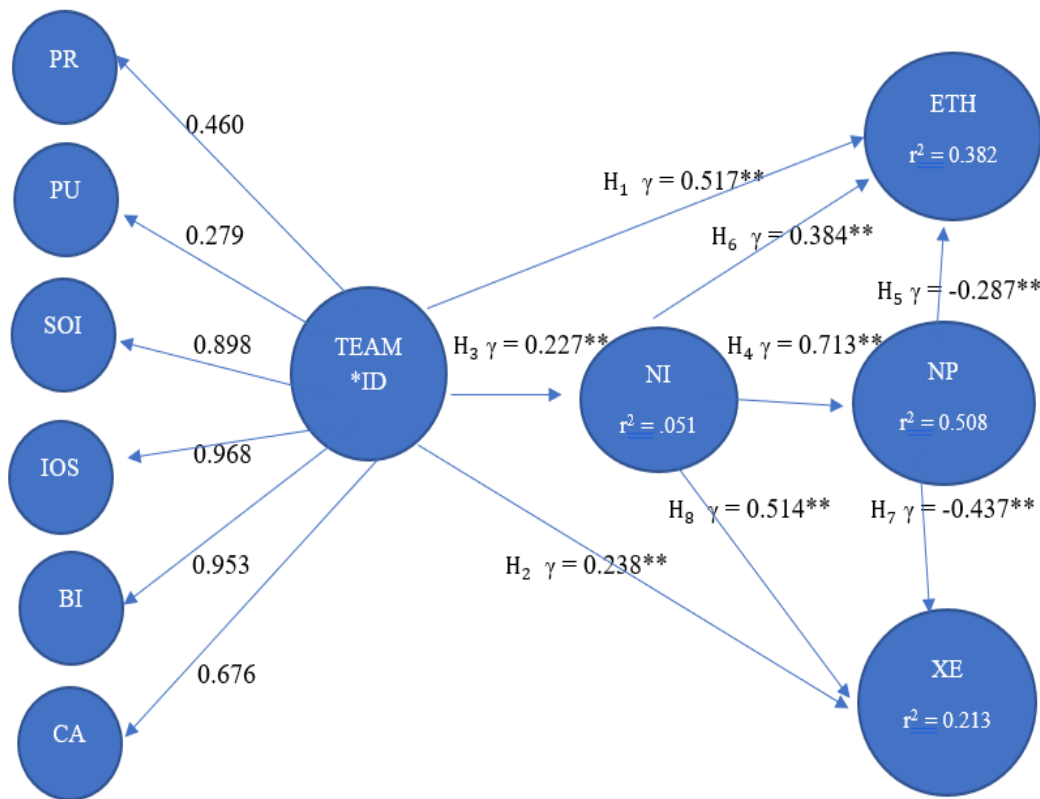 PR
0.460
PU
0.279
SOI
0.898
IOS
0.968
BI
0.953
CA
0.676
TEAM
*ID
H₁ γ = 0.517**
H₆ γ = 0.384**
H₅ γ = -0.287**
H₃ γ = 0.227**
H₄ γ = 0.713**
H₈ γ = 0.514**
H₇ γ = -0.437**
H₂ γ = 0.238**
NI
r² = .051
ETH
r² = 0.382
NP
r² = 0.508
XE
r² = 0.213